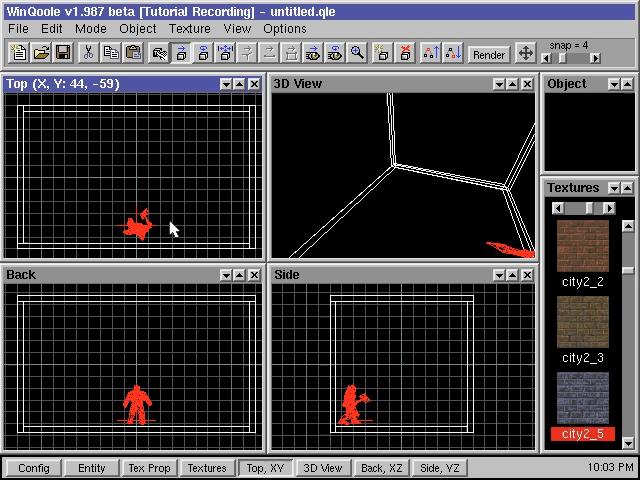 WinQoole v1.987 beta [Tutorial Recording] - untitled.qle
File Edit Mode Object Texture View Options
Render
snap = 4
Top (X, Y: 44, -59)
3D View
Object
Textures
city2_2
city2_3
city2_5
Back
Side
Config Entity Tex Prop Textures Top, XY 3D View Back, XZ Side, YZ 10:03 PM